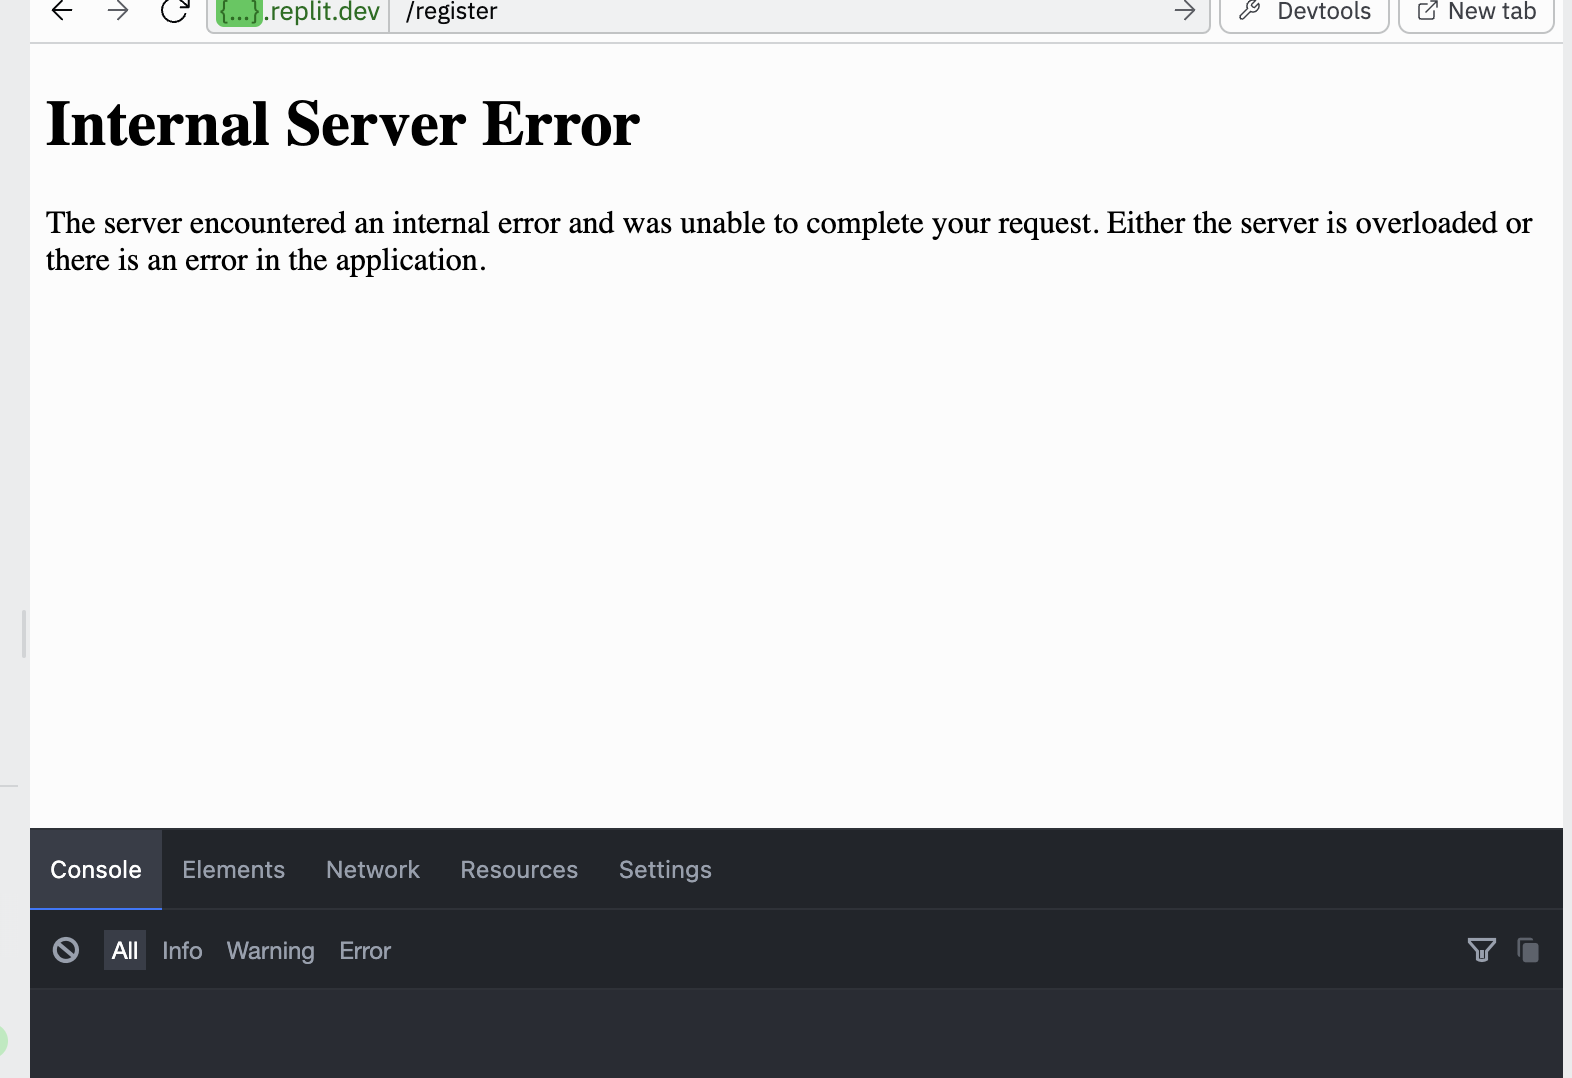 {...}.replit.dev /register Devtools New tab
Internal Server Error
The server encountered an internal error and was unable to complete your request. Either the server is overloaded or
there is an error in the application.
Console Elements Network Resources Settings
All Info Warning Error